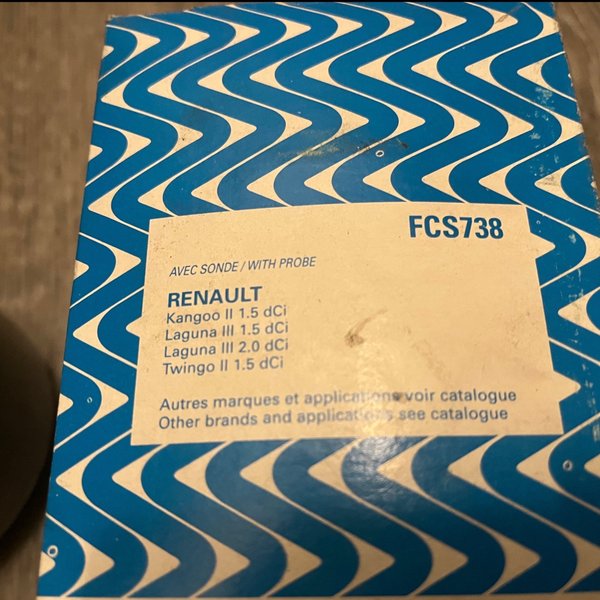 FCS738
AVEC SONDE / WITH PROBE
RENAULT
Kangoo II 1.5 dCi
Laguna III 1.5 dCi
Laguna III 2.0 dCi
Twingo II 1.5 dCi
Autres marques et applications voir catalogue
Other brands and applications see catalogue